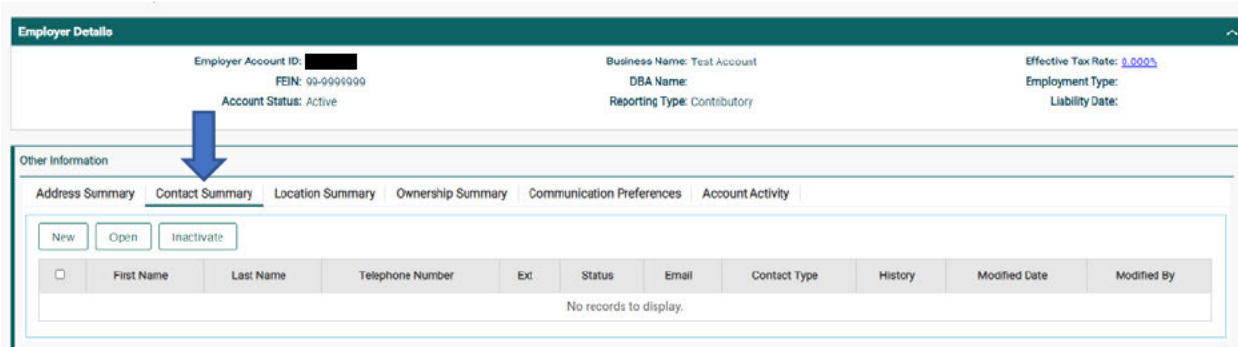 Employer Details
Employer Account ID:
Business Name: Test Account
Effective Tax Rate: 0.000%
FEIN: 99-9999999
DBA Name:
Employment Type:
Account Status: Active
Reporting Type: Contributory
Liability Date:
Other Information
Address Summary Contact Summary Location Summary Ownership Summary Communication Preferences Account Activity
New Open Inactivate
First Name Last Name Telephone Number Ext Status Email Contact Type History Modified Date Modified By
No records to display.